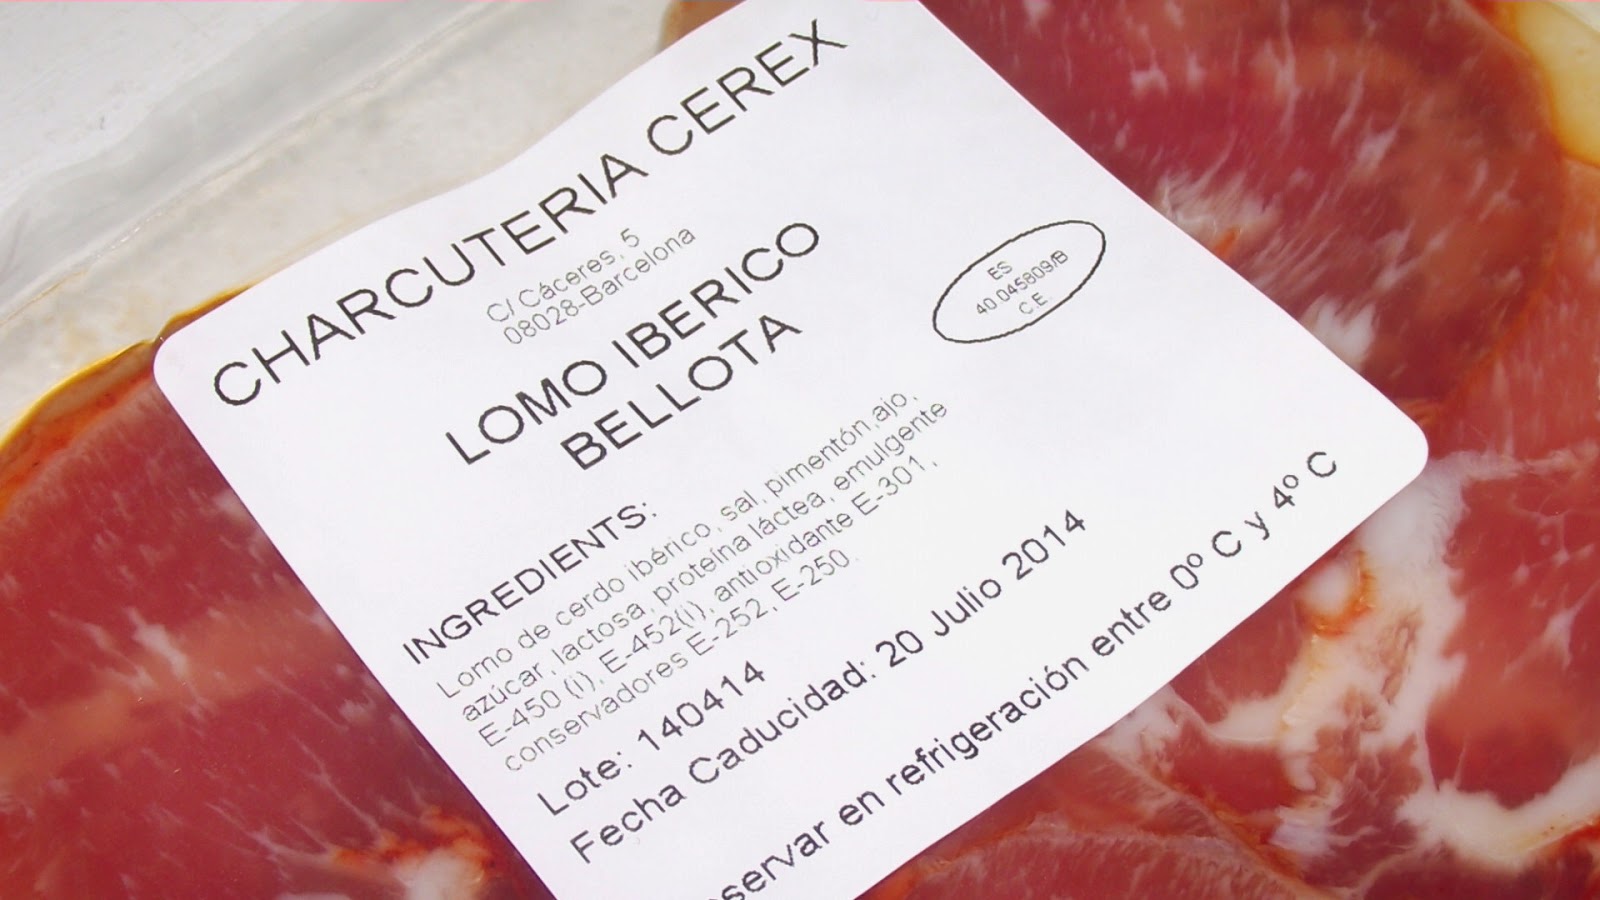 CHARCUTERIA CEREX
C/ Cáceres, 5
08028-Barcelona
LOMO IBERICO
BELLOTA
ES
40.045809/B
C.E.
INGREDIENTS:
Lomo de cerdo ibérico, sal, pimentón,ajo,
azúcar, lactosa, proteína láctea, emulgente
E-450 (i), E-452(i), antioxidante E-301,
conservadores E-252, E-250.
Lote: 140414
Fecha Caducidad: 20 Julio 2014
en refrigeración entre 0º C y 4º C